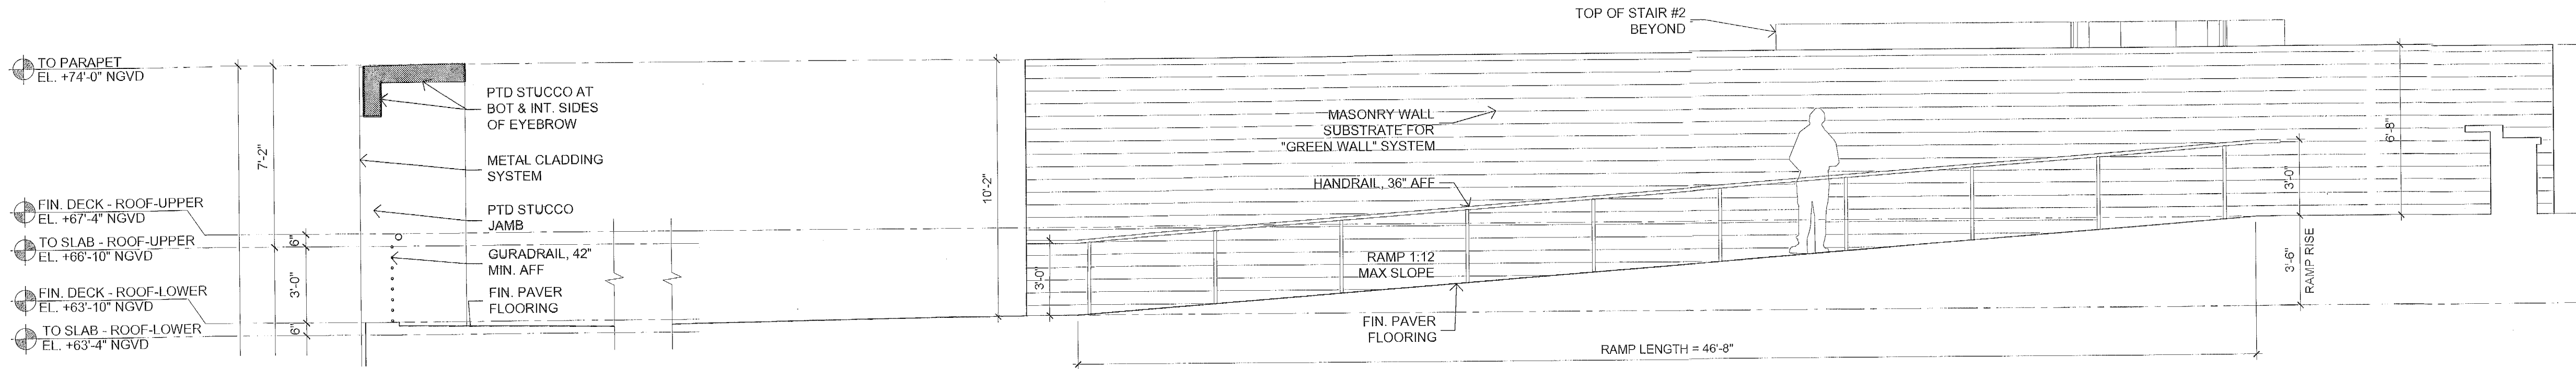 TO PARAPET
EL. +74'-0" NGVD
FIN. DECK - ROOF-UPPER
EL. +67'-4" NGVD
TO SLAB - ROOF-UPPER
EL. +66'-10" NGVD
FIN. DECK - ROOF-LOWER
EL. +63'-10" NGVD
TO SLAB - ROOF-LOWER
EL. +63'-4" NGVD
7'-2"
6"
3'-0"
6"
PTD STUCCO AT
BOT & INT. SIDES
OF EYEBROW
METAL CLADDING
SYSTEM
PTD STUCCO
JAMB
GURADRAIL, 42"
MIN. AFF
FIN. PAVER
FLOORING
10'-2"
3'-0"
TOP OF STAIR #2
BEYOND
MASONRY WALL
SUBSTRATE FOR
"GREEN WALL" SYSTEM
HANDRAIL, 36" AFF
RAMP 1:12
MAX SLOPE
FIN. PAVER
FLOORING
RAMP LENGTH = 46'-8"
6'-8"
3'-0"
3'-6"
RAMP RISE